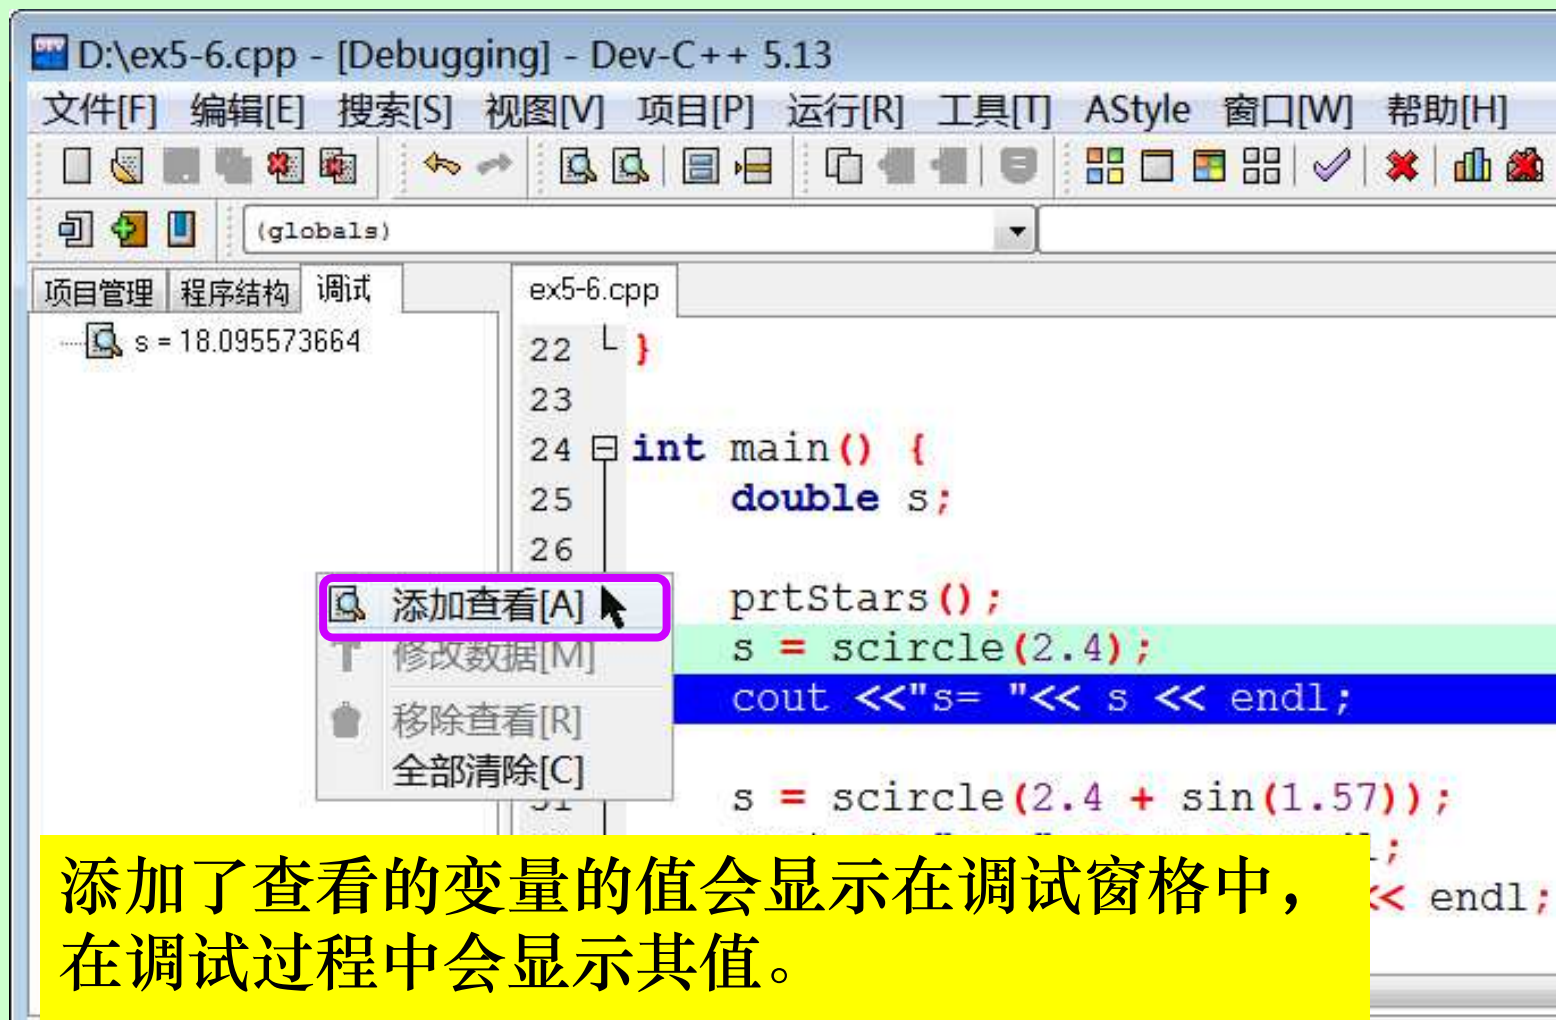 D:\ex5-6.cpp - [Debugging] - Dev-C++ 5.13
文件[F] 编辑[E] 搜索[S] 视图[V] 项目[P] 运行[R] 工具[T] AStyle 窗口[W] 帮助[H]
(globals)
项目管理 程序结构 调试
s = 18.095573664
ex5-6.cpp
22 }
23
24 int main() {
25 double s;
26
prtStars();
s = scircle(2.4);
cout <<"s= "<< s << endl;
s = scircle(2.4 + sin(1.57));
<< endl;
添加查看[A]
修改数据[M]
移除查看[R]
全部清除[C]
添加了查看的变量的值会显示在调试窗格中，
在调试过程中会显示其值。